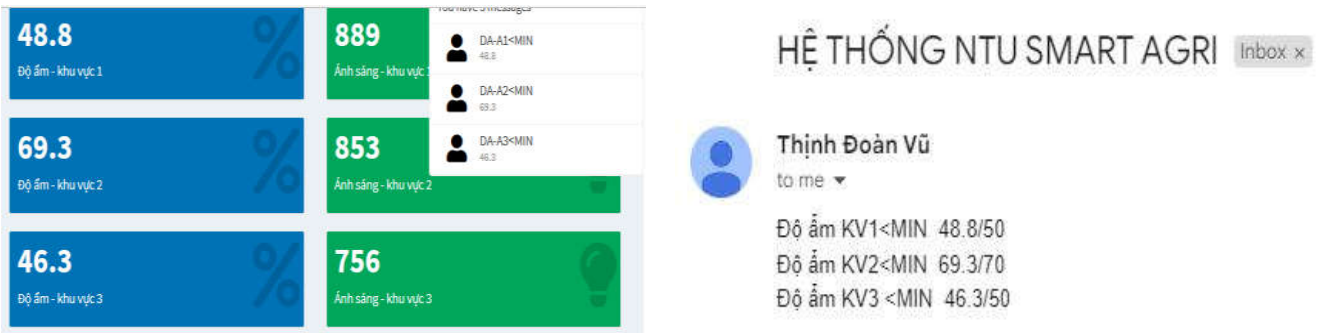 48.8
Độ ẩm - khu vực 1
889
Ánh sáng - khu vực
You have 3 messages
DA-A1<MIN
48.8
DA-A2<MIN
69.3
DA-A3<MIN
46.3
69.3
Độ ẩm - khu vực 2
853
Ánh sáng - khu vực 2
46.3
Độ ẩm - khu vực 3
756
Ánh sáng - khu vực 3
HỆ THỐNG NTU SMART AGRI Inbox ×
Thịnh Đoàn Vũ
to me
Độ ẩm KV1<MIN 48.8/50
Độ ẩm KV2<MIN 69.3/70
Độ ẩm KV3 <MIN 46.3/50